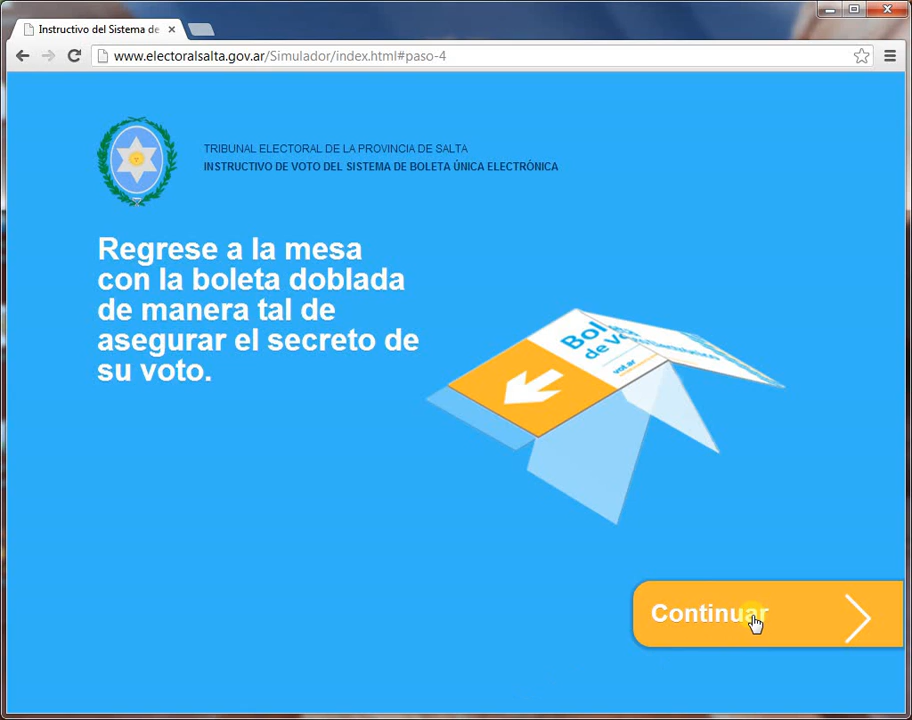 Instructivo del Sistema de
www.electoralsalta.gov.ar/Simulador/index.html#paso-4
TRIBUNAL ELECTORAL DE LA PROVINCIA DE SALTA
INSTRUCTIVO DE VOTO DEL SISTEMA DE BOLETA ÚNICA ELECTRÓNICA
Regrese a la mesa
con la boleta doblada
de manera tal de
asegurar el secreto de
su voto.
vot.ar
Continuar